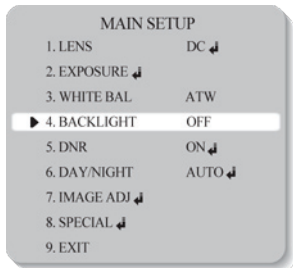 MAIN SETUP
1. LENS DC ↲
2. EXPOSURE ↲
3. WHITE BAL ATW
▶ 4. BACKLIGHT OFF
5. DNR ON ↲
6. DAY/NIGHT AUTO ↲
7. IMAGE ADJ ↲
8. SPECIAL ↲
9. EXIT